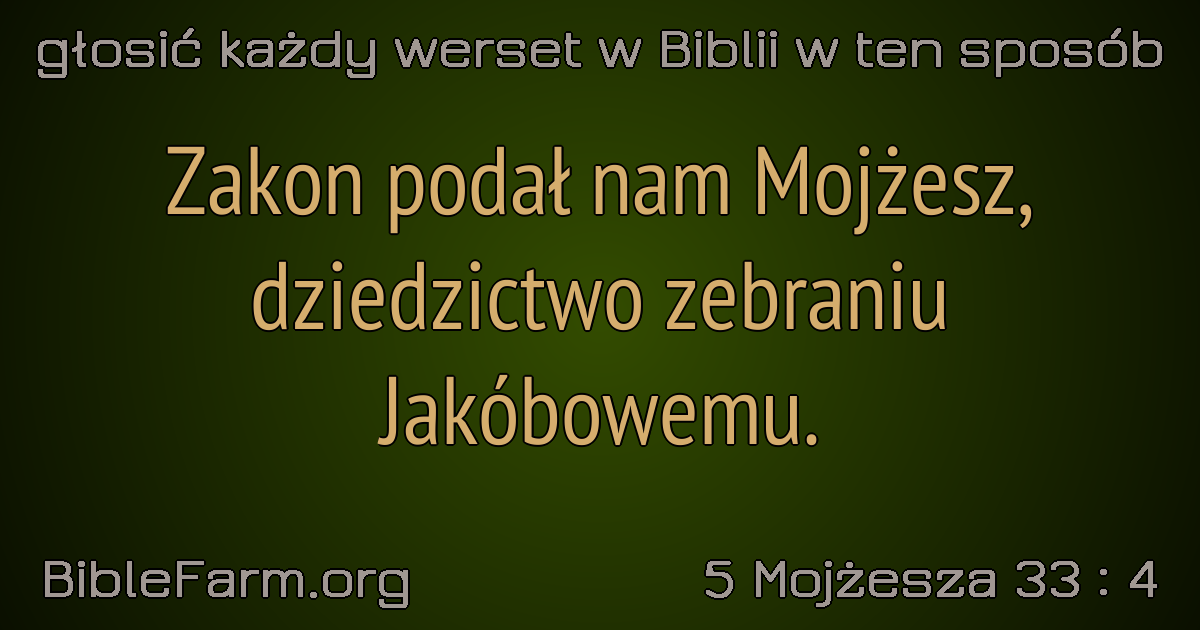 głosić każdy werset w Biblii w ten sposób
Zakon podał nam Mojżesz,
dziedzictwo zebraniu
Jakóbowemu.
BibleFarm.org
5 Mojżesza 33 : 4